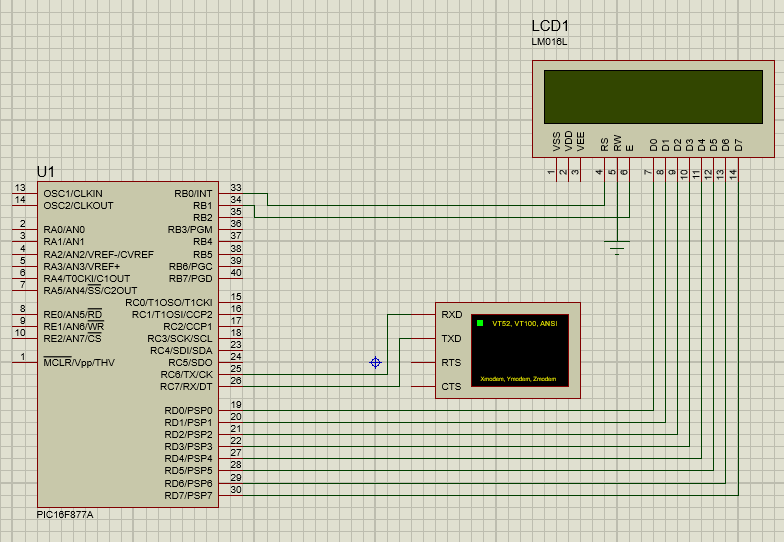 LCD1
LM016L
VSS
VDD
VEE
RS
RW
E
D0
D1
D2
D3
D4
D5
D6
D7
1
2
3
4
5
6
7
8
9
10
11
12
13
14
U1
13 OSC1/CLKIN RB0/INT 33
14 OSC2/CLKOUT RB1 34
RB2 35
2 RA0/AN0 RB3/PGM 36
3 RA1/AN1 RB4 37
4 RA2/AN2/VREF-/CVREF RB5 38
5 RA3/AN3/VREF+ RB6/PGC 39
6 RA4/T0CKI/C1OUT RB7/PGD 40
7 RA5/AN4/SS/C2OUT
RC0/T1OSO/T1CKI 15
8 RE0/AN5/RD RC1/T1OSI/CCP2 16
9 RE1/AN6/WR RC2/CCP1 17
10 RE2/AN7/CS RC3/SCK/SCL 18
RC4/SDI/SDA 23
1 MCLR/Vpp/THV RC5/SDO 24
RC6/TX/CK 25
RC7/RX/DT 26
RD0/PSP0 19
RD1/PSP1 20
RD2/PSP2 21
RD3/PSP3 22
RD4/PSP4 27
RD5/PSP5 28
RD6/PSP6 29
RD7/PSP7 30
PIC16F877A
RXD
TXD
RTS
CTS
VT52, VT100, ANSI
Xmodem, Ymodem, Zmodem